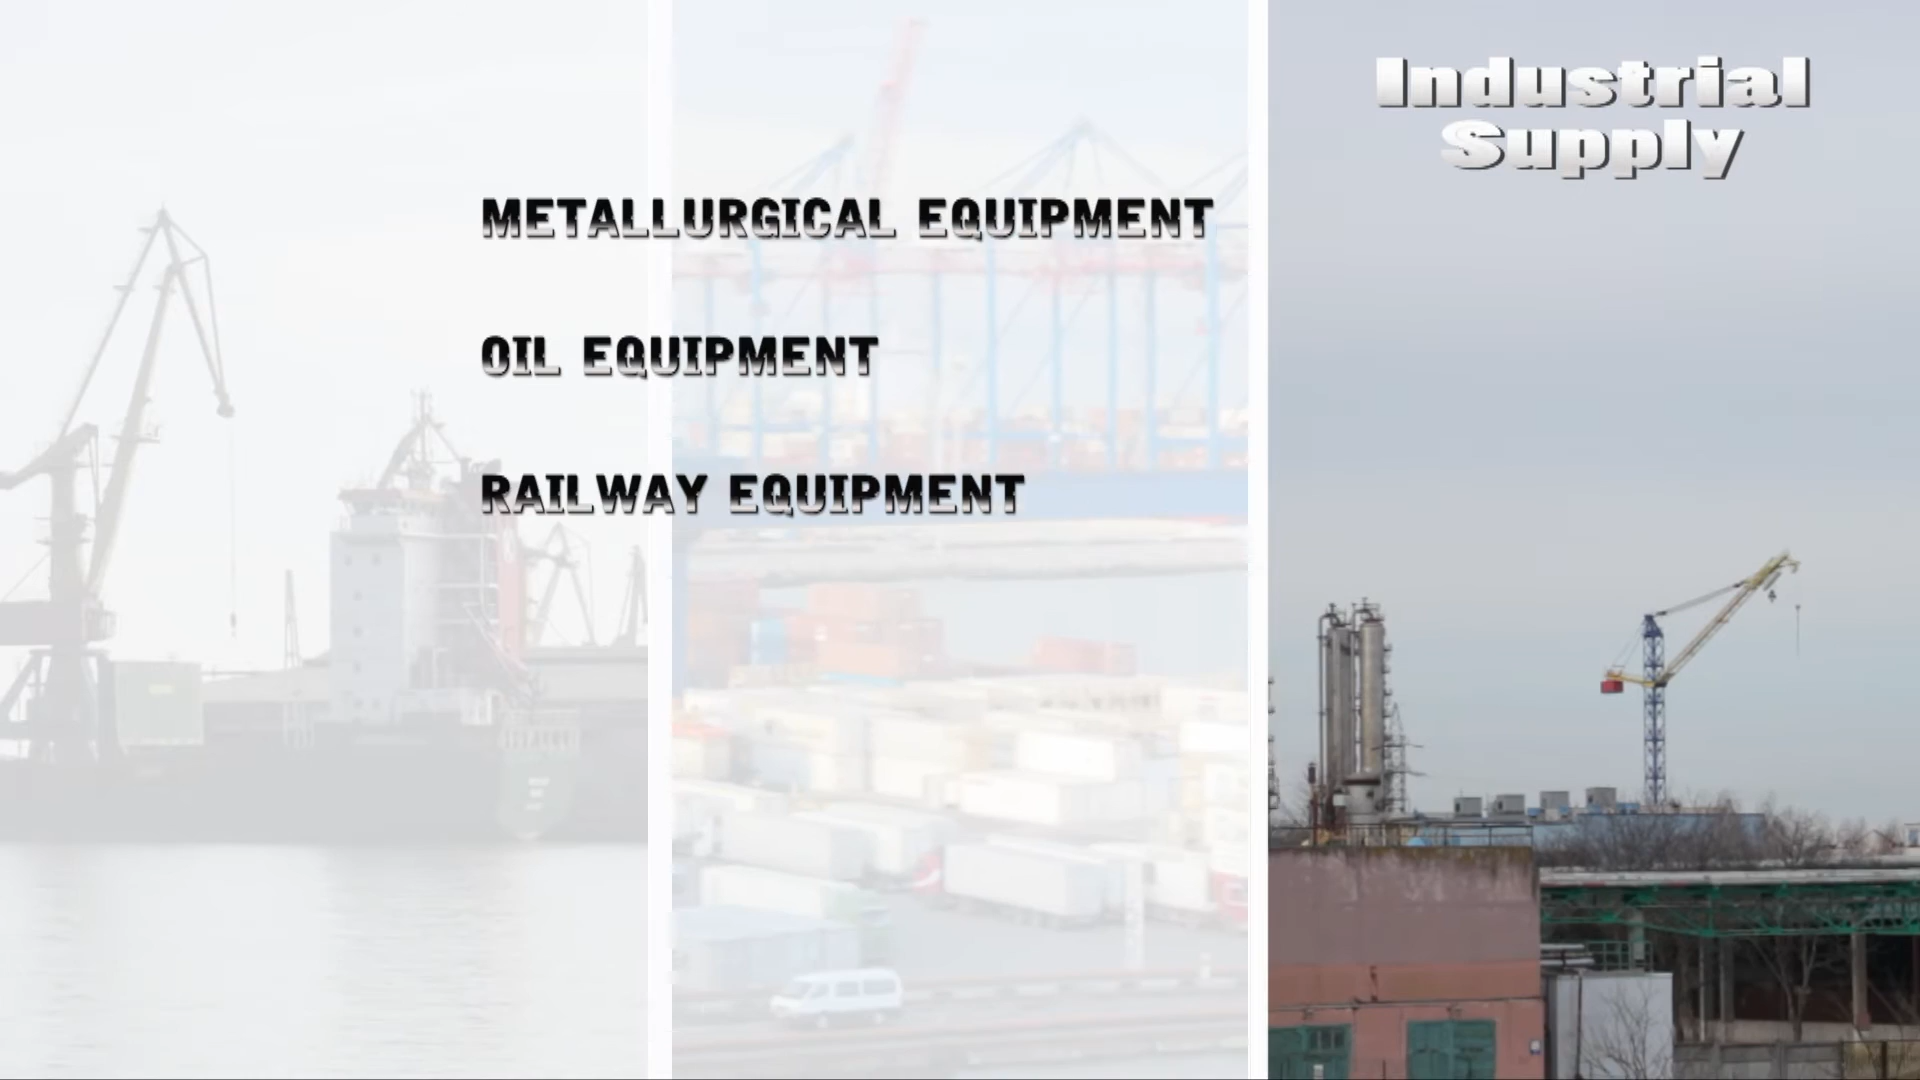 Industrial
Supply
METALLURGICAL EQUIPMENT
OIL EQUIPMENT
RAILWAY EQUIPMENT